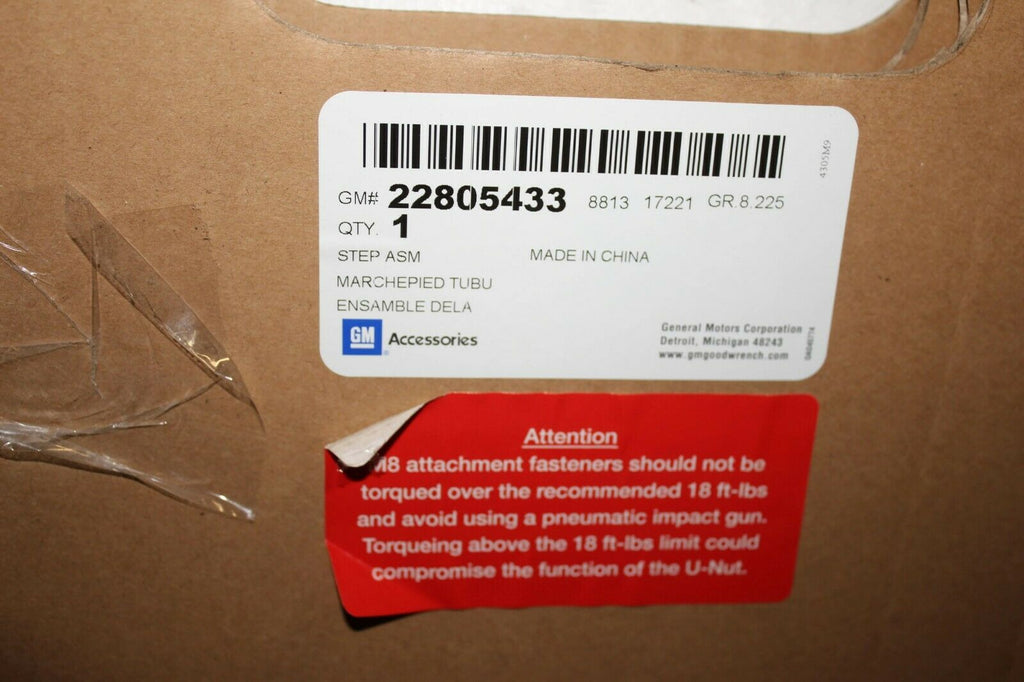 4305M9
GM# 22805433 8813 17221 GR.8.225
QTY. 1
STEP ASM MADE IN CHINA
MARCHEPIED TUBU
ENSAMBLE DELA
GM Accessories
General Motors Corporation
Detroit, Michigan 48243
www.gmgoodwrench.com
Attention
M8 attachment fasteners should not be
torqued over the recommended 18 ft-lbs
and avoid using a pneumatic impact gun.
Torqueing above the 18 ft-lbs limit could
compromise the function of the U-Nut.